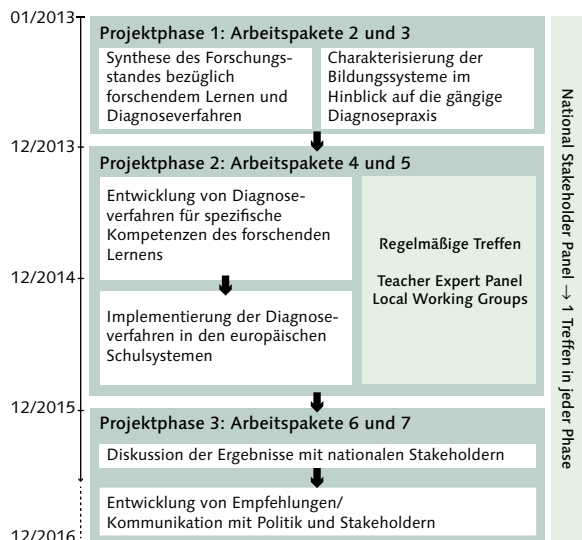 01/2013
Projektphase 1: Arbeitspakete 2 und 3
Synthese des Forschungs-
standes bezüglich
forschendem Lernen und
Diagnoseverfahren
Charakterisierung der
Bildungssysteme im
Hinblick auf die gängige
Diagnosepraxis
12/2013
Projektphase 2: Arbeitspakete 4 und 5
Entwicklung von Diagnose-
verfahren für spezifische
Kompetenzen des forschenden
Lernens
12/2014
Implementierung der Diagnose-
verfahren in den europäischen
Schulsystemen
Regelmäßige Treffen
Teacher Expert Panel
Local Working Groups
12/2015
Projektphase 3: Arbeitspakete 6 und 7
Diskussion der Ergebnisse mit nationalen Stakeholdern
Entwicklung von Empfehlungen/
Kommunikation mit Politik und Stakeholdern
12/2016
National Stakeholder Panel → 1 Treffen in jeder Phase